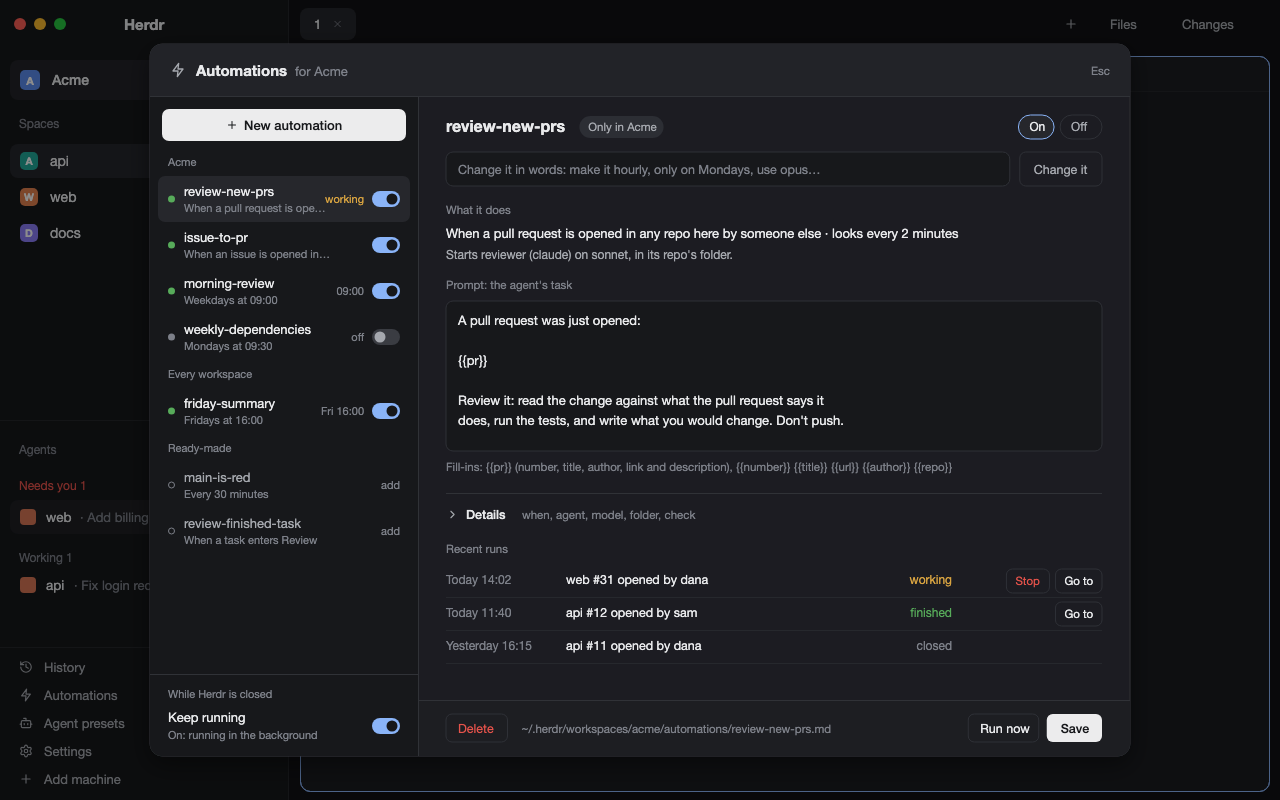 Herdr
1 ×
+
Files
Changes
A Acme
Spaces
A api
W web
D docs
Agents
Needs you 1
web · Add billing
Working 1
api · Fix login rec
History
Automations
Agent presets
Settings
+ Add machine
Automations for Acme
Esc
+ New automation
Acme
review-new-prs
When a pull request is ope…
working
issue-to-pr
When an issue is opened in…
morning-review
Weekdays at 09:00
09:00
weekly-dependencies
Mondays at 09:30
off
Every workspace
friday-summary
Fridays at 16:00
Fri 16:00
Ready-made
main-is-red
Every 30 minutes
add
review-finished-task
When a task enters Review
add
While Herdr is closed
Keep running
On: running in the background
review-new-prs Only in Acme
On Off
Change it in words: make it hourly, only on Mondays, use opus…
Change it
What it does
When a pull request is opened in any repo here by someone else · looks every 2 minutes
Starts reviewer (claude) on sonnet, in its repo's folder.
Prompt: the agent's task
A pull request was just opened:
{{pr}}
Review it: read the change against what the pull request says it
does, run the tests, and write what you would change. Don't push.
Fill-ins: {{pr}} (number, title, author, link and description), {{number}} {{title}} {{url}} {{author}} {{repo}}
Details when, agent, model, folder, check
Recent runs
Today 14:02 web #31 opened by dana working Stop Go to
Today 11:40 api #12 opened by sam finished Go to
Yesterday 16:15 api #11 opened by dana closed
Delete ~/.herdr/workspaces/acme/automations/review-new-prs.md Run now Save